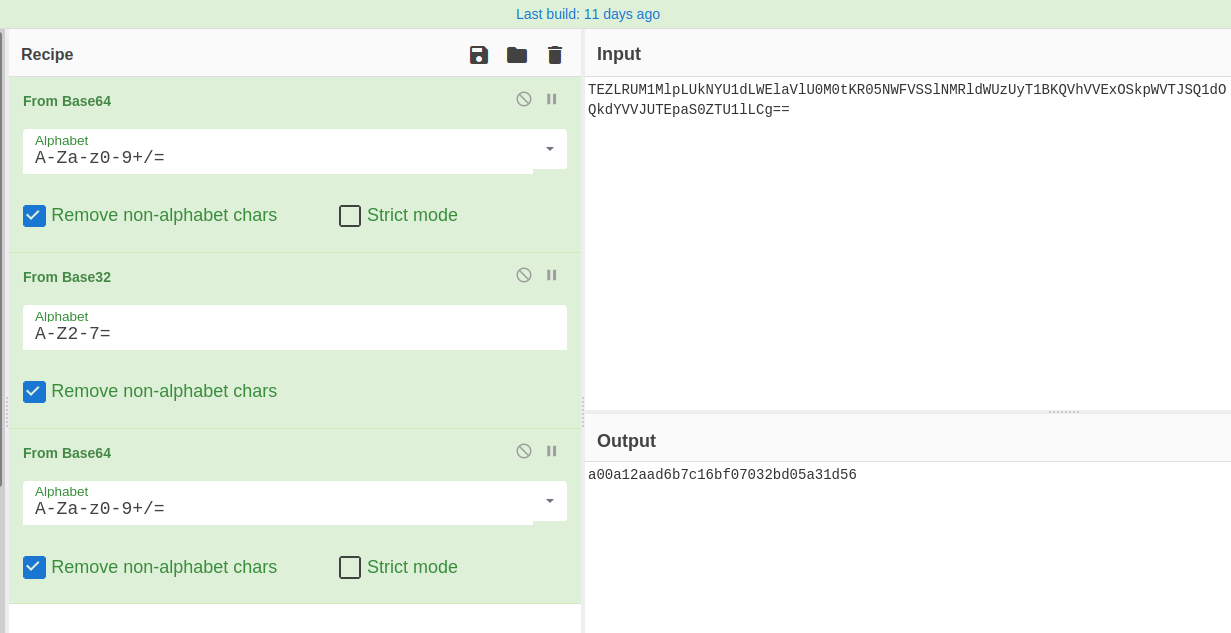 Last build: 11 days ago
Recipe
Input
From Base64
Alphabet
A-Za-z0-9+/=
Remove non-alphabet chars
Strict mode
From Base32
Alphabet
A-Z2-7=
Remove non-alphabet chars
From Base64
Alphabet
A-Za-z0-9+/=
Remove non-alphabet chars
Strict mode
TEZLRUM1MlpLUkNYU1dLWElaVlU0M0tKR05NWFVSSlNMRldWUzUyT1BKQVhVVExOSkpWVTJSQ1dO
QkdYVVJUTEpaS0ZTU1lLCg==
Output
a00a12aad6b7c16bf07032bd05a31d56